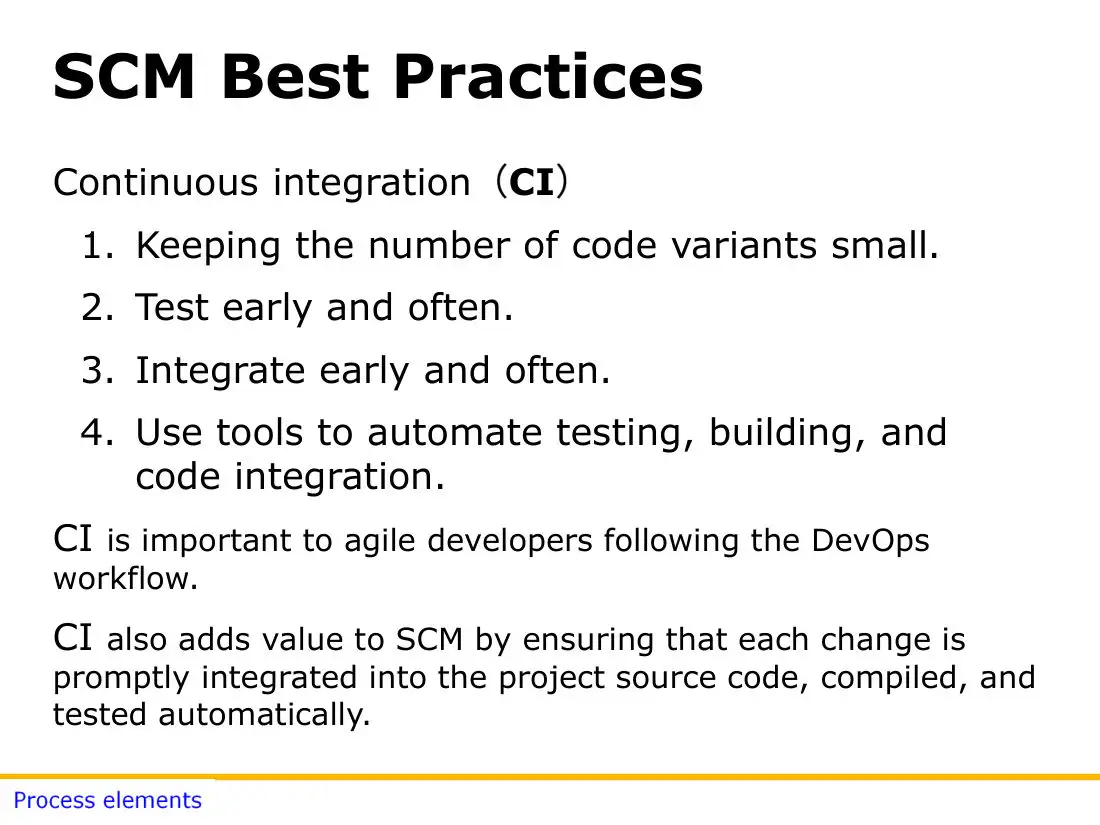 SCM Best Practices
Continuous integration（CI）
1. Keeping the number of code variants small.
2. Test early and often.
3. Integrate early and often.
4. Use tools to automate testing, building, and
code integration.
CI is important to agile developers following the DevOps
workflow.
CI also adds value to SCM by ensuring that each change is
promptly integrated into the project source code, compiled, and
tested automatically.
Process elements